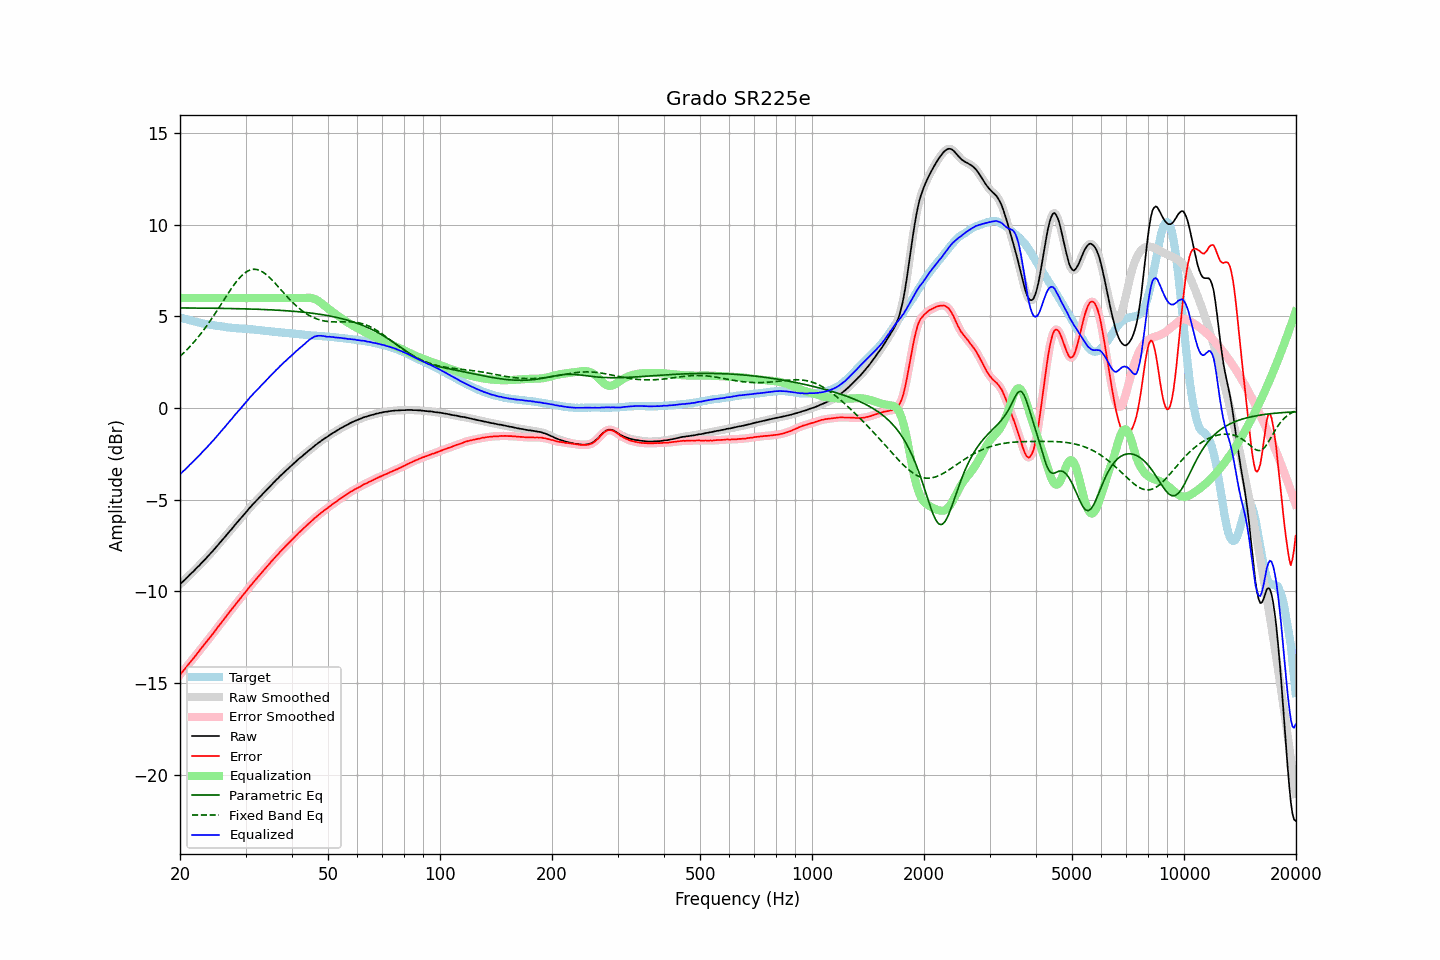 Grado SR225e
15
10
5
0
−5
−10
−15
−20
Amplitude (dBr)
Target
Raw Smoothed
Error Smoothed
Raw
Error
Equalization
Parametric Eq
Fixed Band Eq
Equalized
20 50 100 200 500 1000 2000 5000 10000 20000
Frequency (Hz)